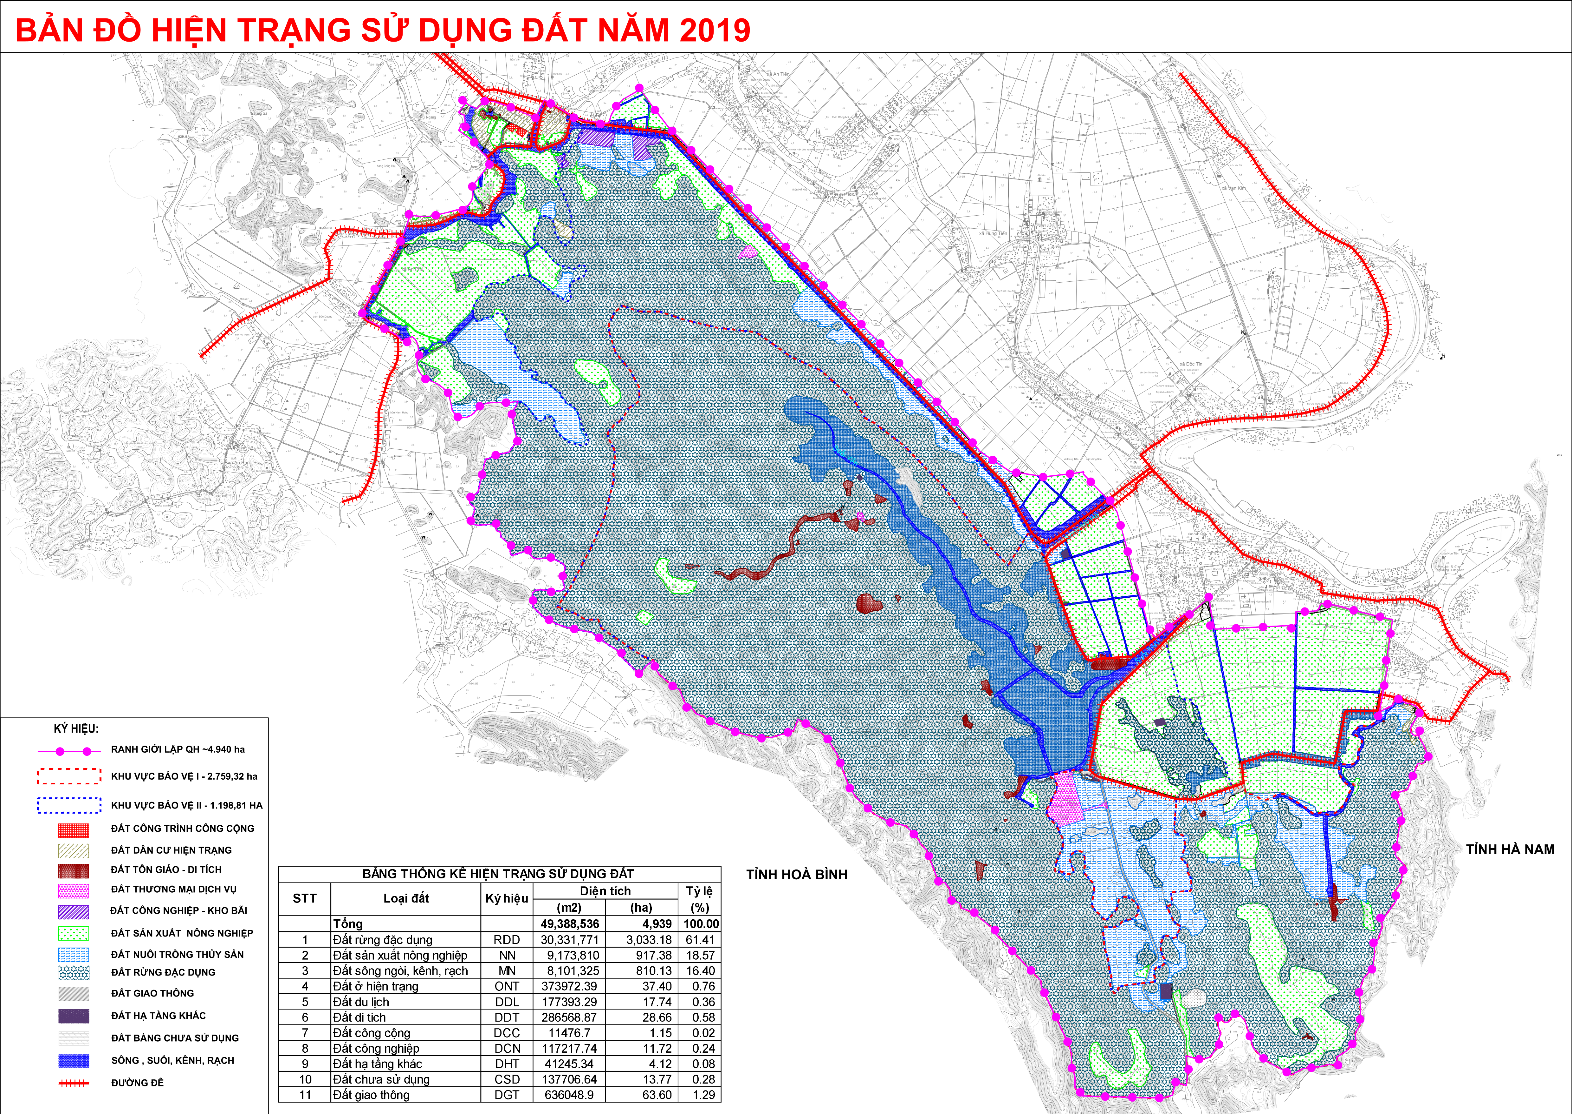 BẢN ĐỒ HIỆN TRẠNG SỬ DỤNG ĐẤT NĂM 2019
KÝ HIỆU:
RANH GIỚI LẬP QH ~4.940 ha
KHU VỰC BẢO VỆ I - 2.759,32 ha
KHU VỰC BẢO VỆ II - 1.198,81 HA
ĐẤT CÔNG TRÌNH CÔNG CỘNG
ĐẤT DÂN CƯ HIỆN TRẠNG
ĐẤT TÔN GIÁO - DI TÍCH
ĐẤT THƯƠNG MẠI DỊCH VỤ
ĐẤT CÔNG NGHIỆP - KHO BÃI
ĐẤT SẢN XUẤT NÔNG NGHIỆP
ĐẤT NUÔI TRỒNG THỦY SẢN
ĐẤT RỪNG ĐẶC DỤNG
ĐẤT GIAO THÔNG
ĐẤT HẠ TẦNG KHÁC
ĐẤT BẰNG CHƯA SỬ DỤNG
SÔNG , SUỐI, KÊNH, RẠCH
ĐƯỜNG ĐÊ
BẢNG THỐNG KÊ HIỆN TRẠNG SỬ DỤNG ĐẤT
STT Loại đất Ký hiệu Diện tích Tỷ lệ
(m2) (ha) (%)
Tổng 49,388,536 4,939 100.00
1 Đất rừng đặc dụng RDD 30,331,771 3,033.18 61.41
2 Đất sản xuất nông nghiệp NN 9,173,810 917.38 18.57
3 Đất sông ngòi, kênh, rạch MN 8,101,325 810.13 16.40
4 Đất ở hiện trạng ONT 373972.39 37.40 0.76
5 Đất du lịch DDL 177393.29 17.74 0.36
6 Đất di tích DDT 286568.87 28.66 0.58
7 Đất công cộng DCC 11476.7 1.15 0.02
8 Đất công nghiệp DCN 117217.74 11.72 0.24
9 Đất hạ tầng khác DHT 41245.34 4.12 0.08
10 Đất chưa sử dụng CSD 137706.64 13.77 0.28
11 Đất giao thông DGT 636048.9 63.60 1.29
TỈNH HOÀ BÌNH
TỈNH HÀ NAM